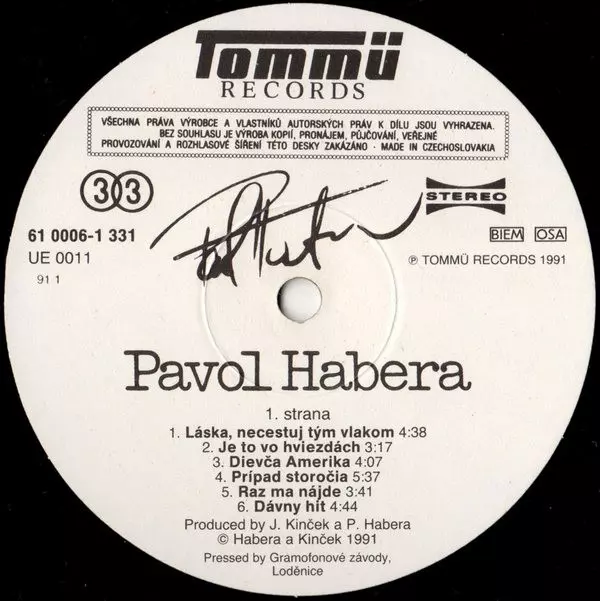 Tommü
RECORDS
VŠECHNA PRÁVA VÝROBCE A VLASTNÍKŮ AUTORSKÝCH PRÁV K DÍLU JSOU VYHRAZENA.
BEZ SOUHLASU JE VÝROBA KOPIÍ, PRONÁJEM, PŮJČOVÁNÍ, VEŘEJNÉ
PROVOZOVÁNÍ A ROZHLASOVÉ ŠÍŘENÍ TÉTO DESKY ZAKÁZÁNO · MADE IN CZECHOSLOVAKIA
33
STEREO
61 0006-1 331
BIEM OSA
UE 0011
℗ TOMMÜ RECORDS 1991
91 1
Pavol Habera
1. strana
1. Láska, necestuj tým vlakom 4:38
2. Je to vo hviezdách 3:17
3. Dievča Amerika 4:07
4. Prípad storočia 5:37
5. Raz ma nájde 3:41
6. Dávny hit 4:44
Produced by J. Kinček a P. Habera
© Habera a Kinček 1991
Pressed by Gramofonové závody,
Loděnice